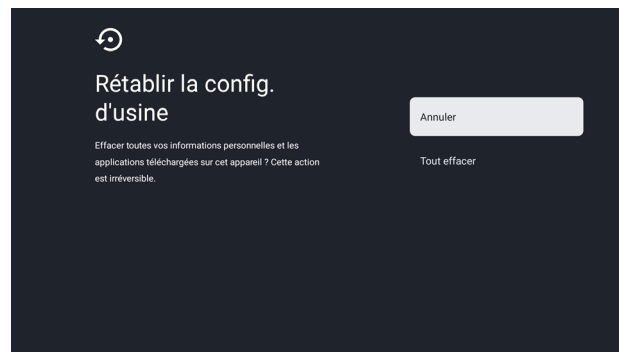 Rétablir la config.
d'usine
Effacer toutes vos informations personnelles et les
applications téléchargées sur cet appareil ? Cette action
est irréversible.
Annuler
Tout effacer